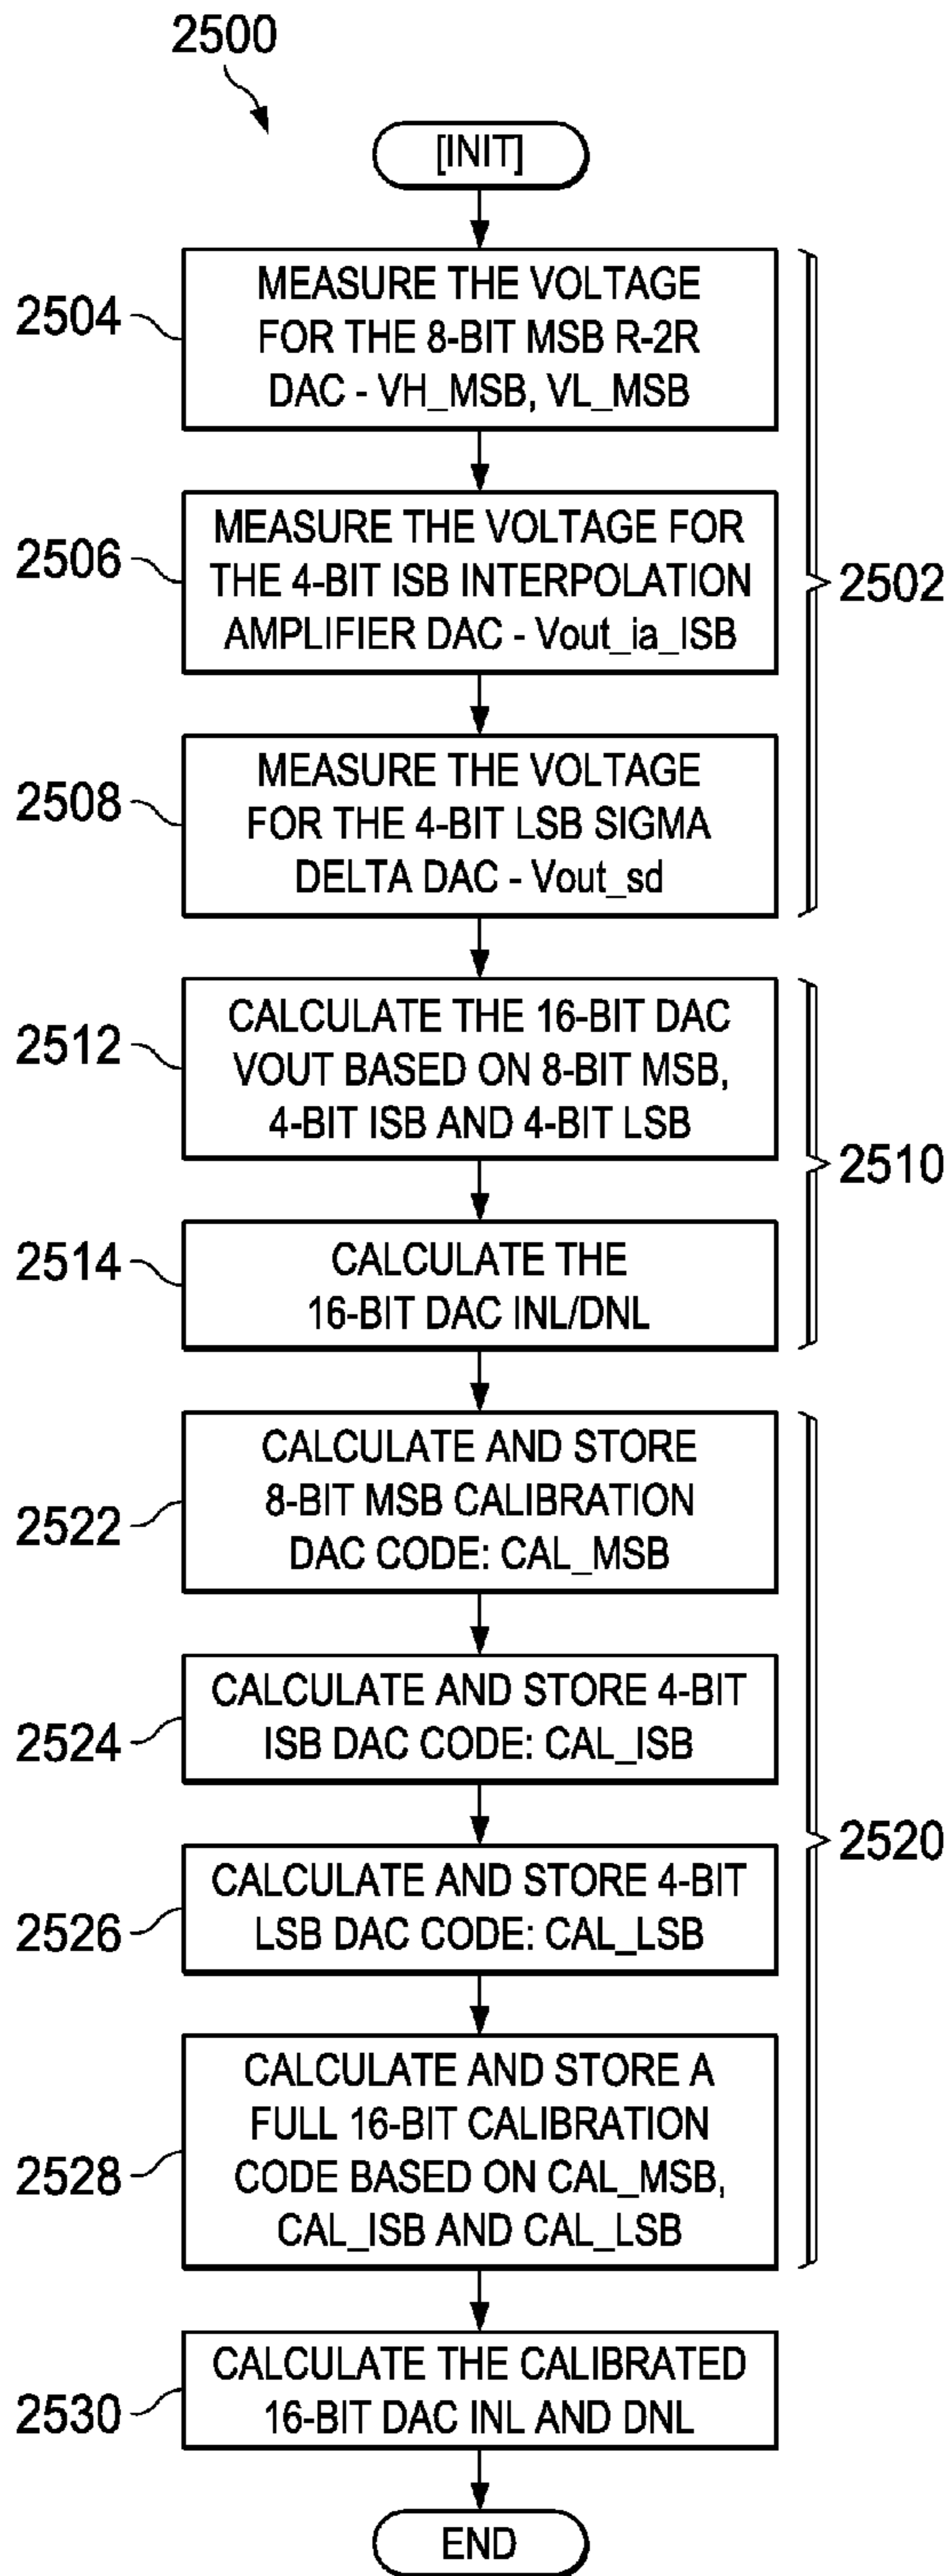 2500
[INIT]
2504
MEASURE THE VOLTAGE
FOR THE 8-BIT MSB R-2R
DAC - VH_MSB, VL_MSB
2506
MEASURE THE VOLTAGE FOR
THE 4-BIT ISB INTERPOLATION
AMPLIFIER DAC - Vout_ia_ISB
2502
2508
MEASURE THE VOLTAGE
FOR THE 4-BIT LSB SIGMA
DELTA DAC - Vout_sd
2512
CALCULATE THE 16-BIT DAC
VOUT BASED ON 8-BIT MSB,
4-BIT ISB AND 4-BIT LSB
2510
2514
CALCULATE THE
16-BIT DAC INL/DNL
2522
CALCULATE AND STORE
8-BIT MSB CALIBRATION
DAC CODE: CAL_MSB
2524
CALCULATE AND STORE 4-BIT
ISB DAC CODE: CAL_ISB
2520
2526
CALCULATE AND STORE 4-BIT
LSB DAC CODE: CAL_LSB
2528
CALCULATE AND STORE A
FULL 16-BIT CALIBRATION
CODE BASED ON CAL_MSB,
CAL_ISB AND CAL_LSB
2530
CALCULATE THE CALIBRATED
16-BIT DAC INL AND DNL
END